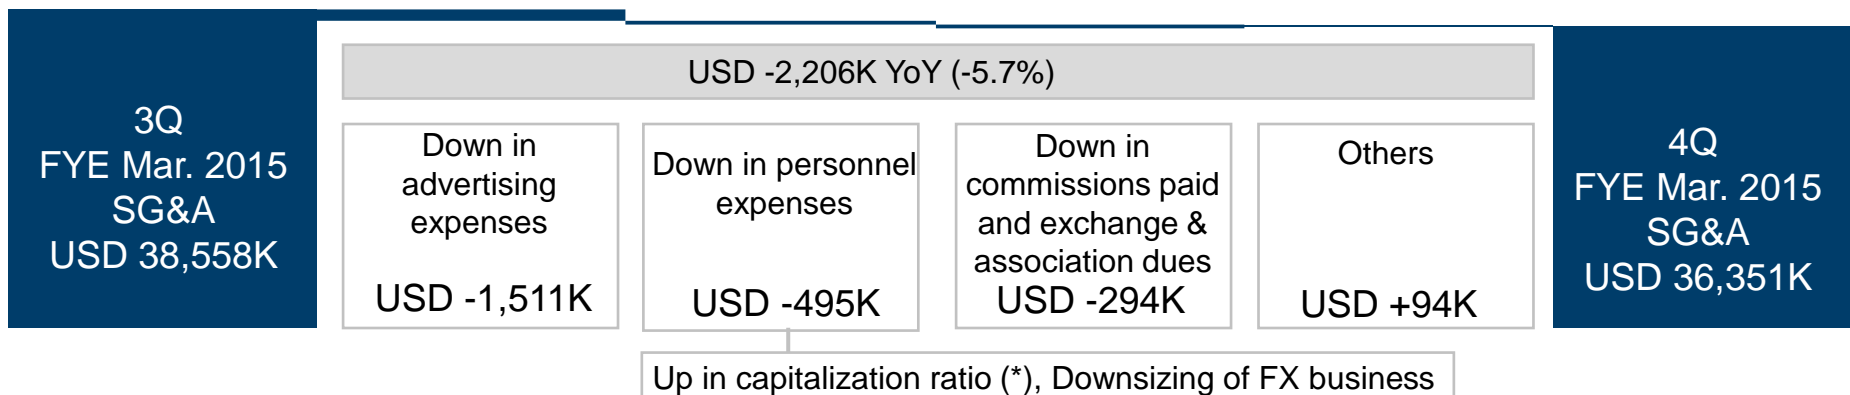 3Q
FYE Mar. 2015
SG&A
USD 38,558K
USD -2,206K YoY (-5.7%)
Down in
advertising
expenses
USD -1,511K
Down in personnel
expenses
USD -495K
Down in
commissions paid
and exchange &
association dues
USD -294K
Others
USD +94K
4Q
FYE Mar. 2015
SG&A
USD 36,351K
Up in capitalization ratio (*), Downsizing of FX business